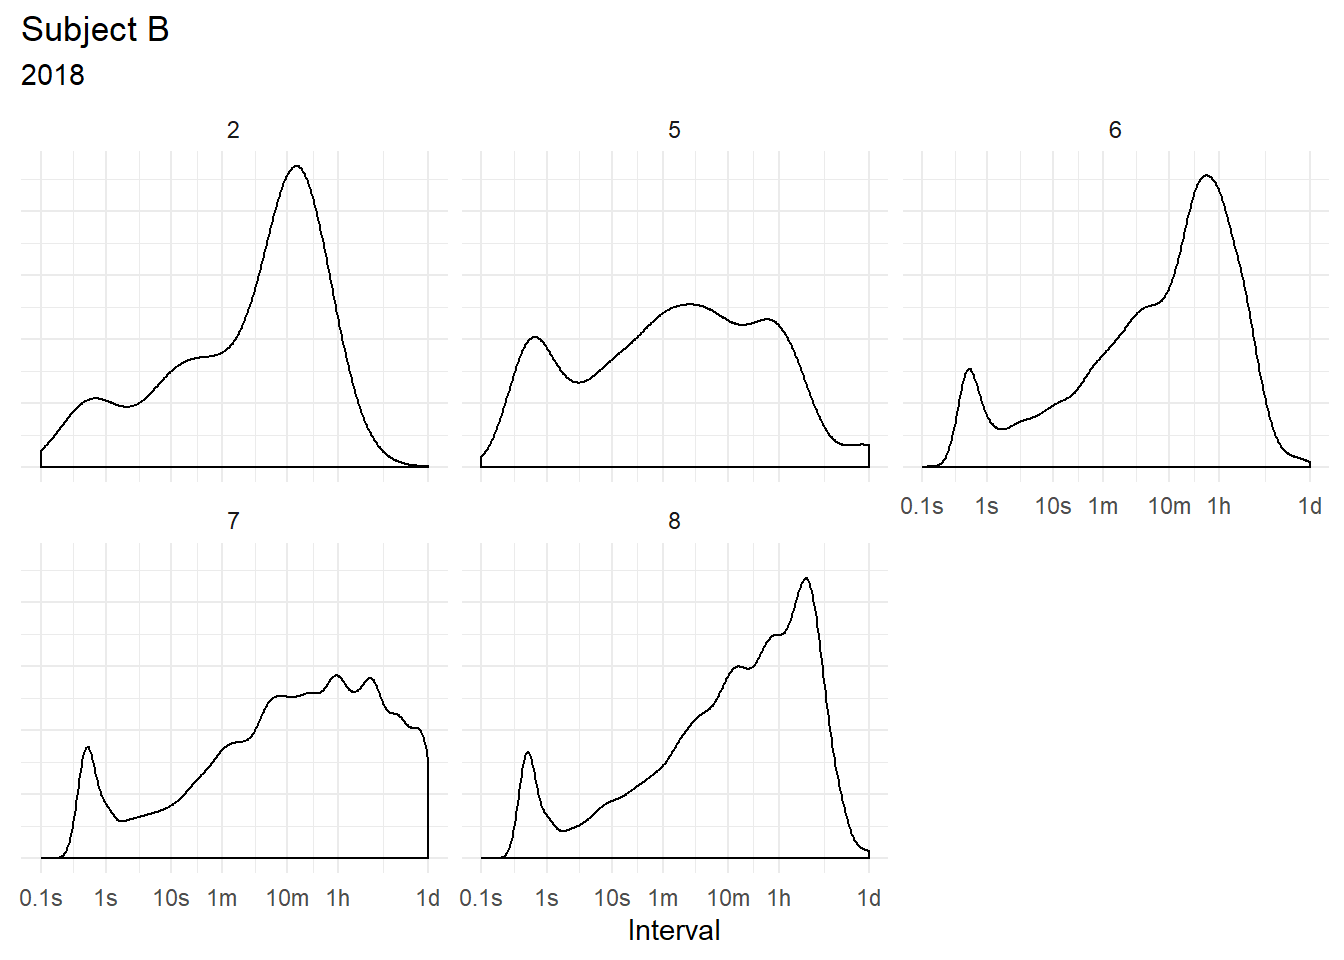 Subject B
2018
2 5 6
0.1s 1s 10s 1m 10m 1h 1d
7 8
0.1s 1s 10s 1m 10m 1h 1d 0.1s 1s 10s 1m 10m 1h 1d
Interval